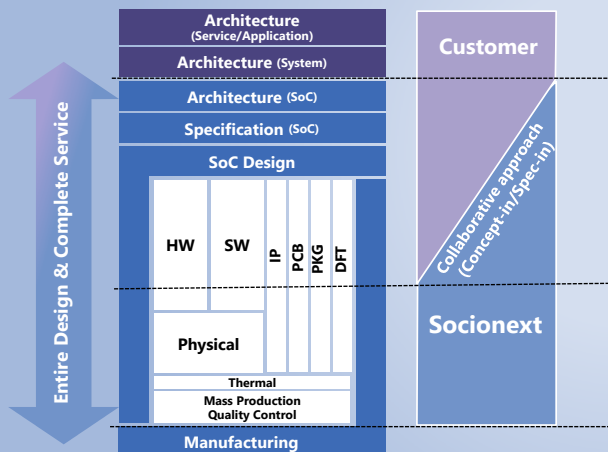 Entire Design & Complete Service
Architecture
(Service/Application)
Architecture (System)
Architecture (SoC)
Specification (SoC)
SoC Design
HW
SW
IP
PCB
PKG
DFT
Physical
Thermal
Mass Production
Quality Control
Manufacturing
Customer
Collaborative approach
(Concept-in/Spec-in)
Socionext